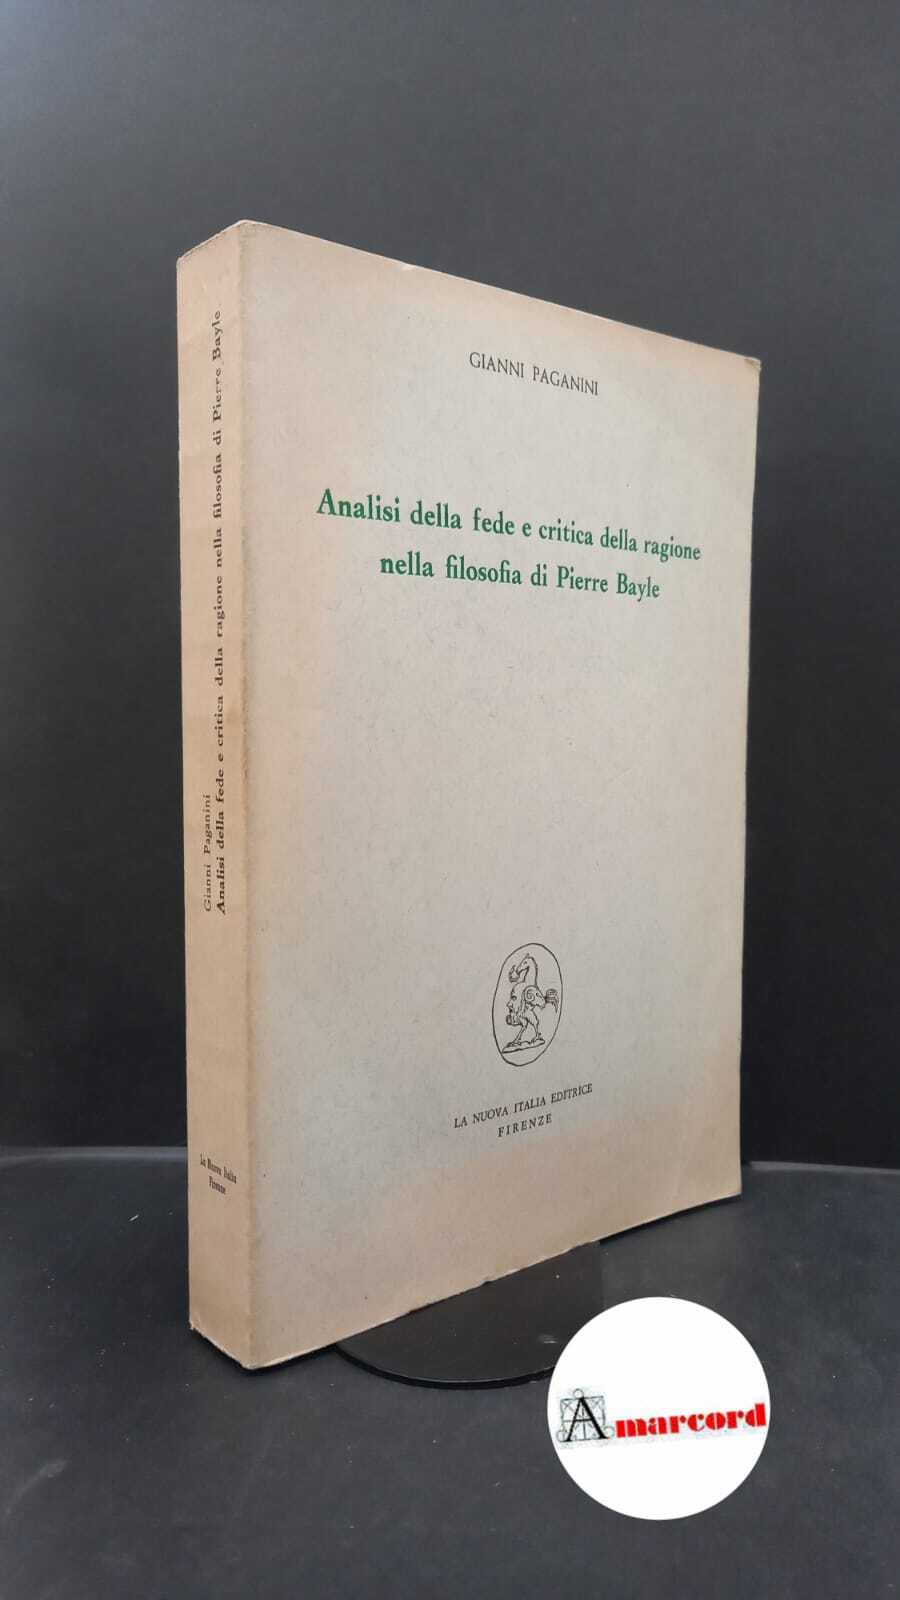 GIANNI PAGANINI
Analisi della fede e critica della ragione
nella filosofia di Pierre Bayle
LA NUOVA ITALIA EDITRICE
FIRENZE
Gianni Paganini
Analisi della fede e critica della ragione nella filosofia di Pierre Bayle
La Nuova Italia
Firenze
Amarcord